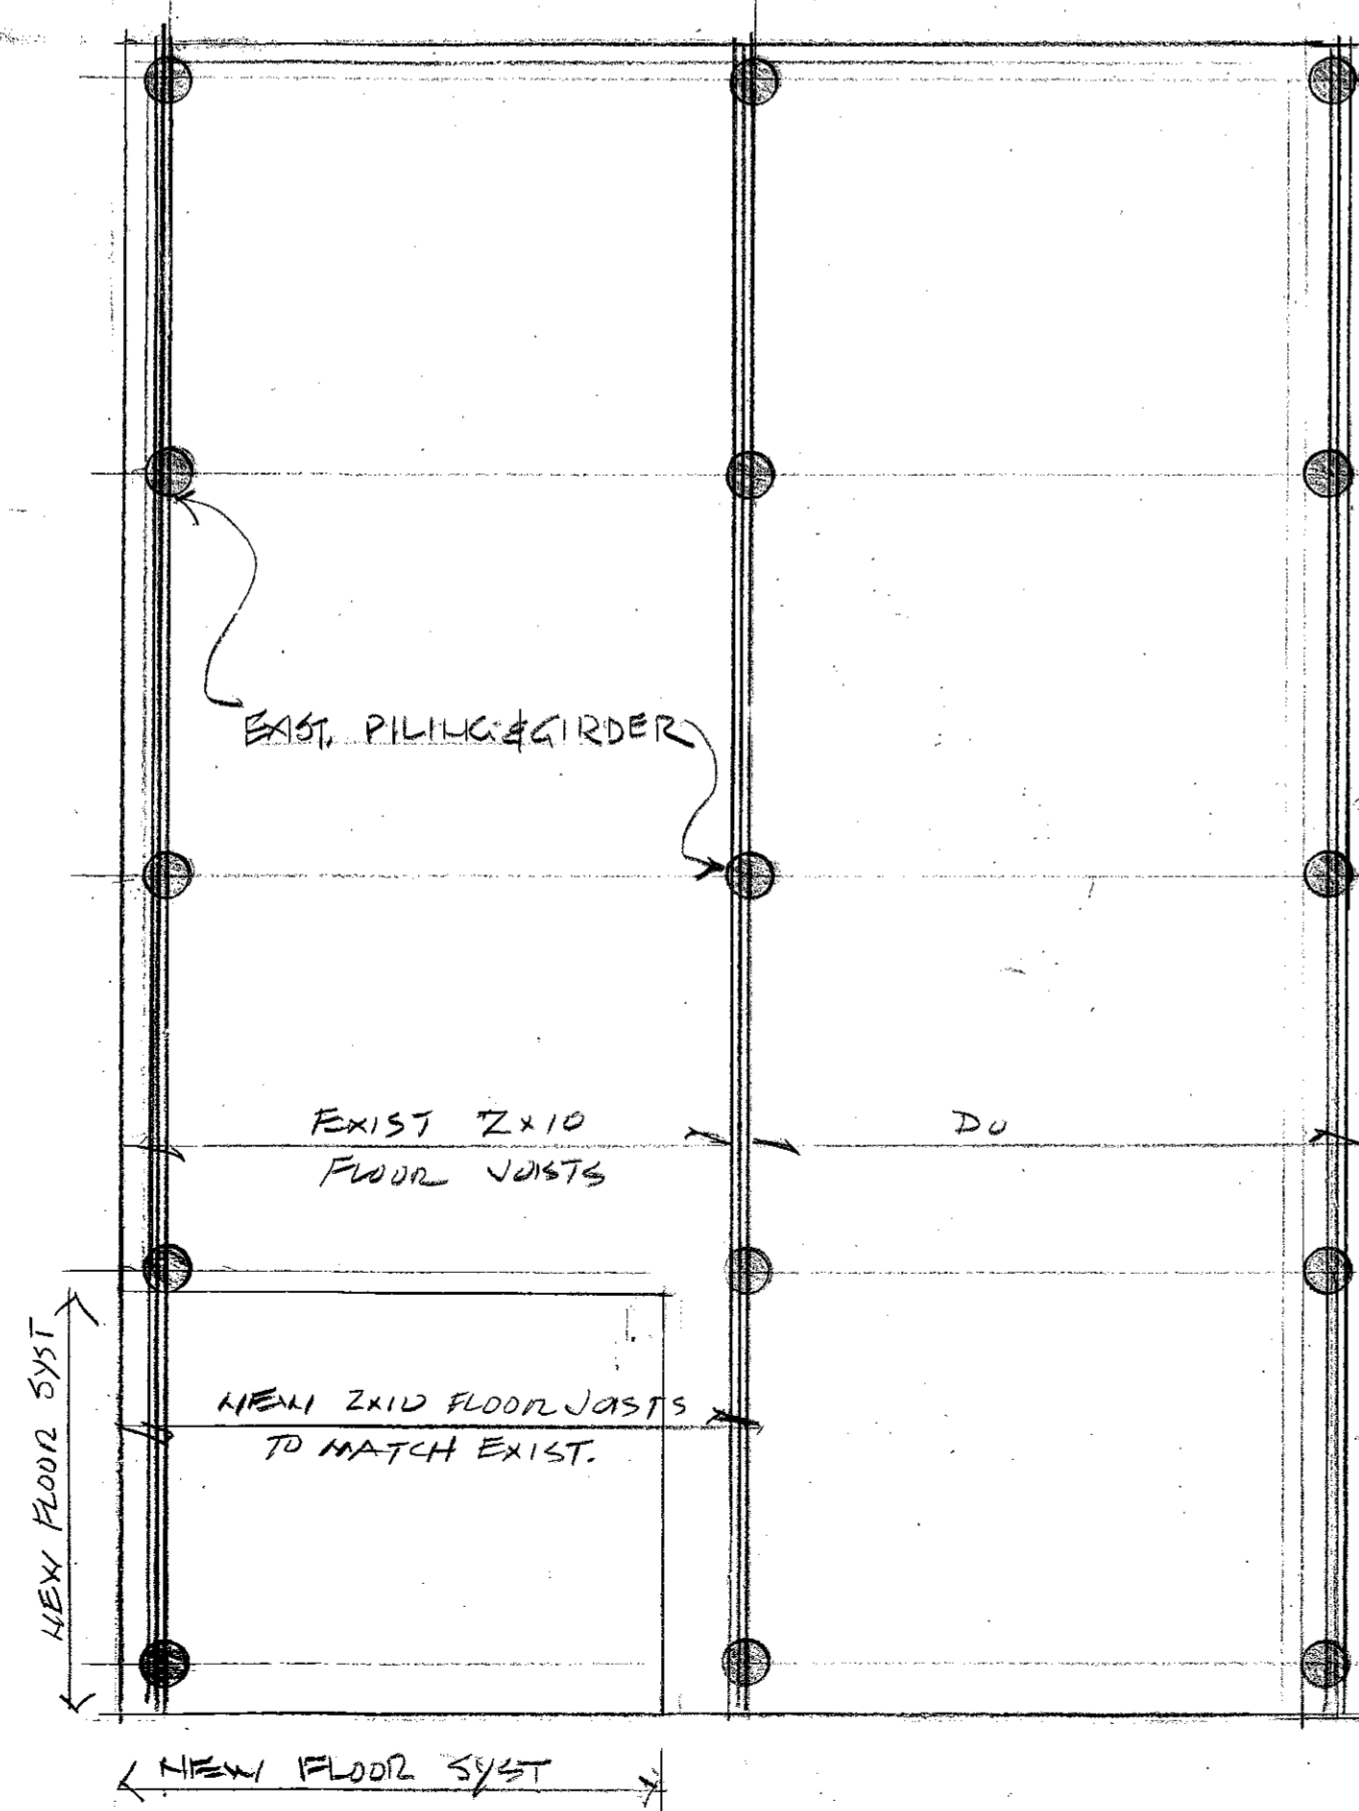 EXIST. PILING & GIRDER
EXIST 2x10
FLOOR JOISTS
DO
NEW 2x10 FLOOR JOISTS
TO MATCH EXIST.
NEW FLOOR SYST
NEW FLOOR SYST